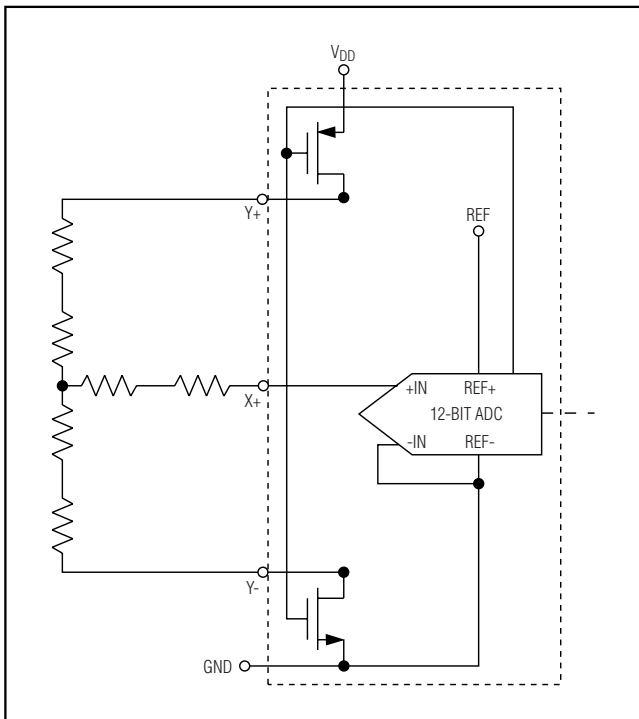 VDD
Y+
REF
X+
+IN REF+
12-BIT ADC
-IN REF-
Y-
GND